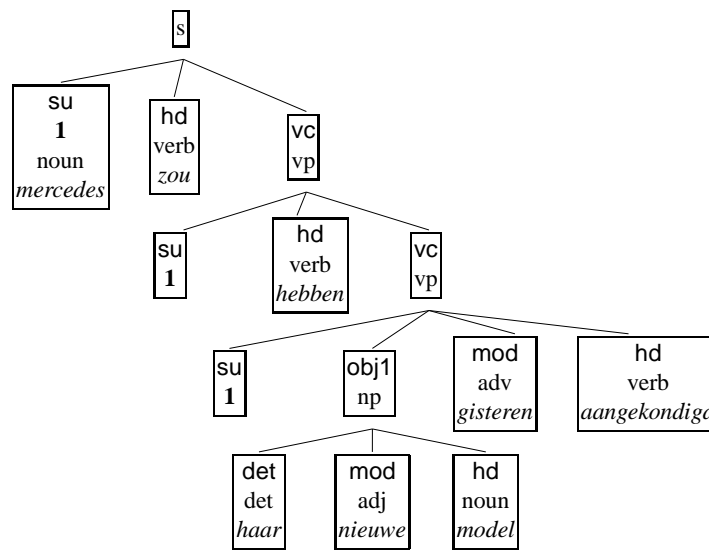 s
su
1
noun
mercedes
hd
verb
zou
vc
vp
su
1
hd
verb
hebben
vc
vp
su
1
obj1
np
mod
adv
gisteren
hd
verb
aangekondigd
det
det
haar
mod
adj
nieuwe
hd
noun
model